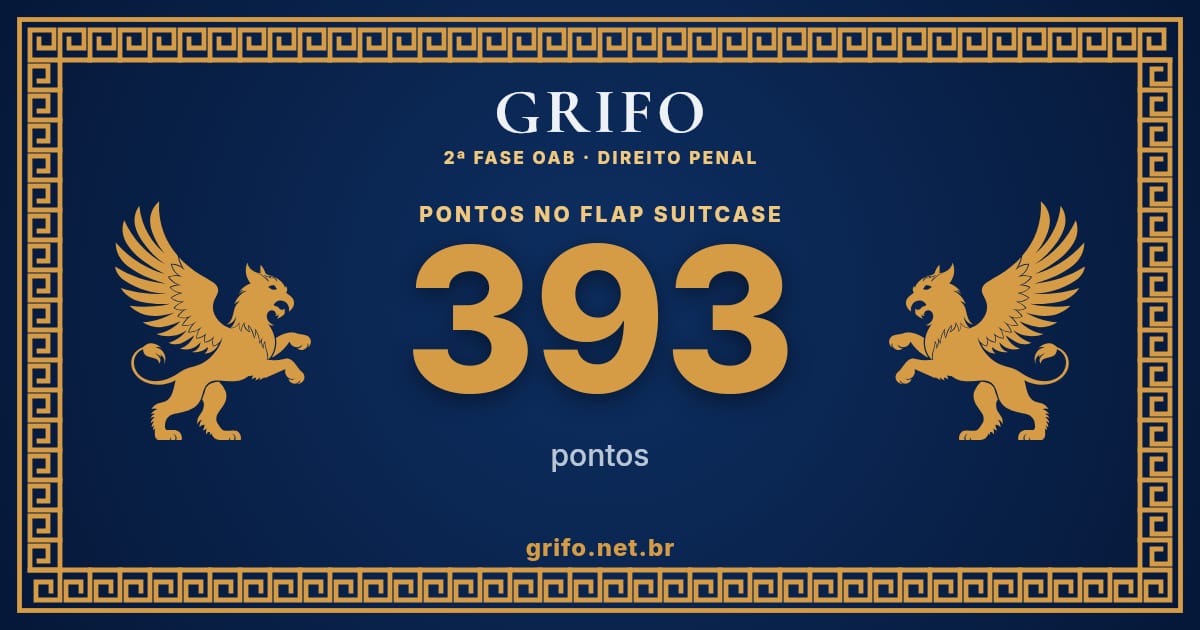 GRIFO
2ª FASE OAB · DIREITO PENAL
PONTOS NO FLAP SUITCASE
393
pontos
grifo.net.br